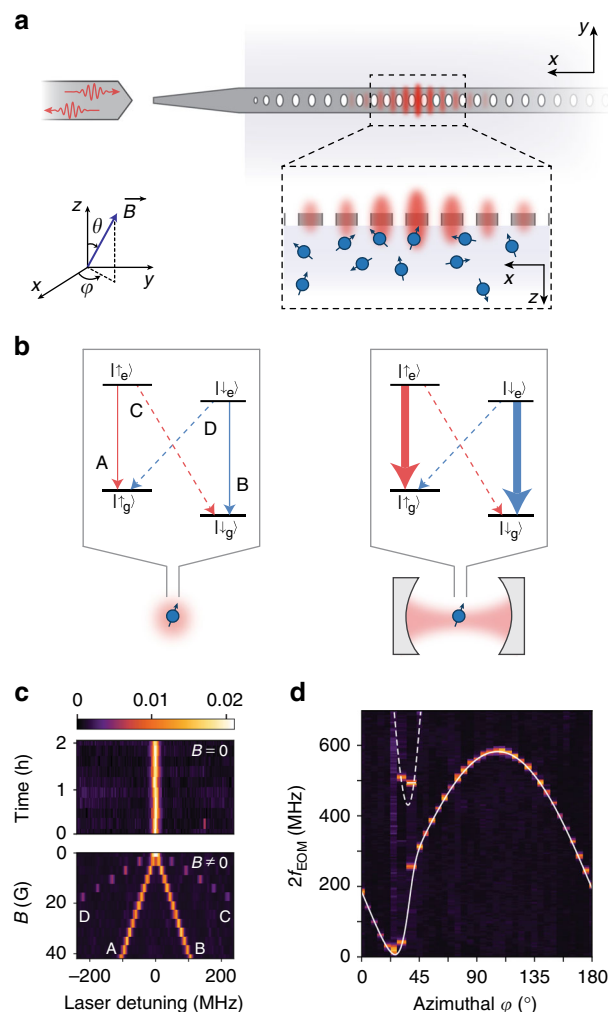 a
y
x
z
B
θ
φ
x
y
x
z
b
|↑e⟩
|↓e⟩
C
D
A
B
|↑g⟩
|↓g⟩
|↑e⟩
|↓e⟩
|↑g⟩
|↓g⟩
c
0 0.01 0.02
2
B = 0
1
Time (h)
0
0
B ≠ 0
20
B (G)
D C
A B
40
−200 −100 0 100 200
Laser detuning (MHz)
d
600
400
2fEOM (MHz)
200
0
0 45 90 135 180
Azimuthal φ (°)